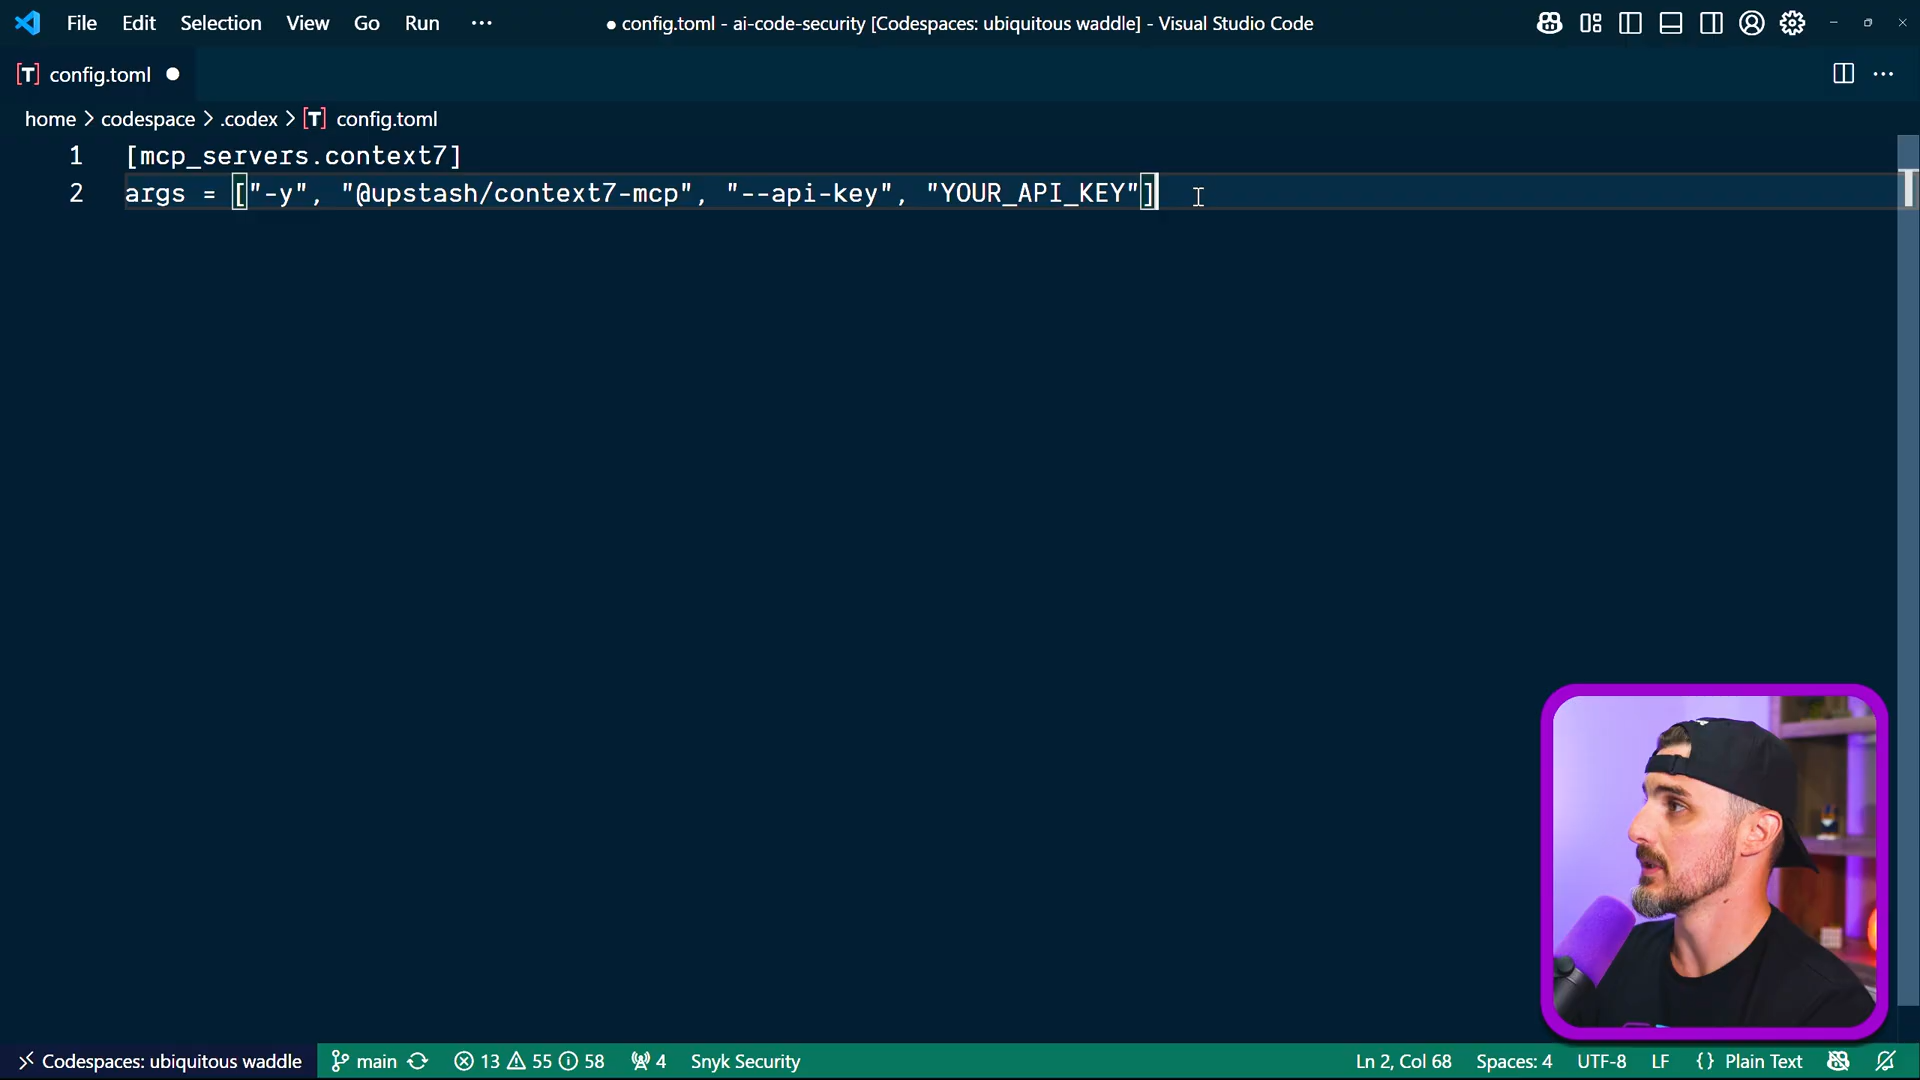 File Edit Selection View Go Run ··· ● config.toml - ai-code-security [Codespaces: ubiquitous waddle] - Visual Studio Code
[T] config.toml ●
home > codespace > .codex > [T] config.toml
1 [mcp_servers.context7]
2 args = ["-y", "@upstash/context7-mcp", "--api-key", "YOUR_API_KEY"]
Codespaces: ubiquitous waddle main 13 55 58 4 Snyk Security Ln 2, Col 68 Spaces: 4 UTF-8 LF {} Plain Text